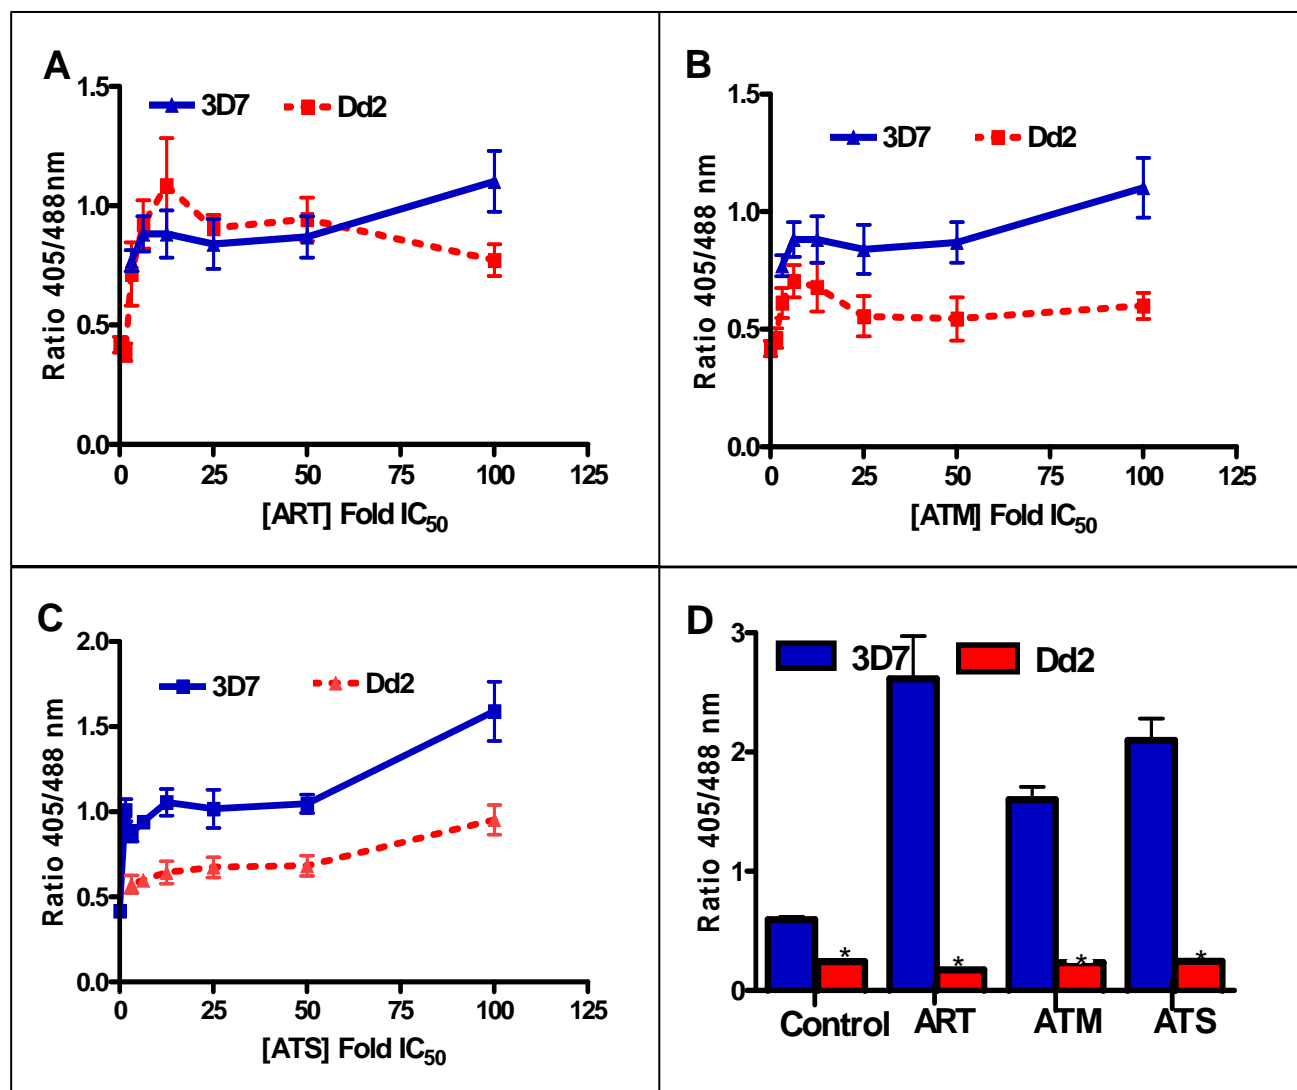 A
1.5
3D7
Dd2
1.0
0.5
0.0
Ratio 405/488nm
0 25 50 75 100 125
[ART] Fold IC50
B
1.5
3D7
Dd2
1.0
0.5
0.0
Ratio 405/488 nm
0 25 50 75 100 125
[ATM] Fold IC50
C
2.0
3D7
Dd2
1.5
1.0
0.5
0.0
Ratio 405/488 nm
0 25 50 75 100 125
[ATS] Fold IC50
D
3
3D7
Dd2
2
1
0
Ratio 405/488 nm
* * * *
Control ART ATM ATS